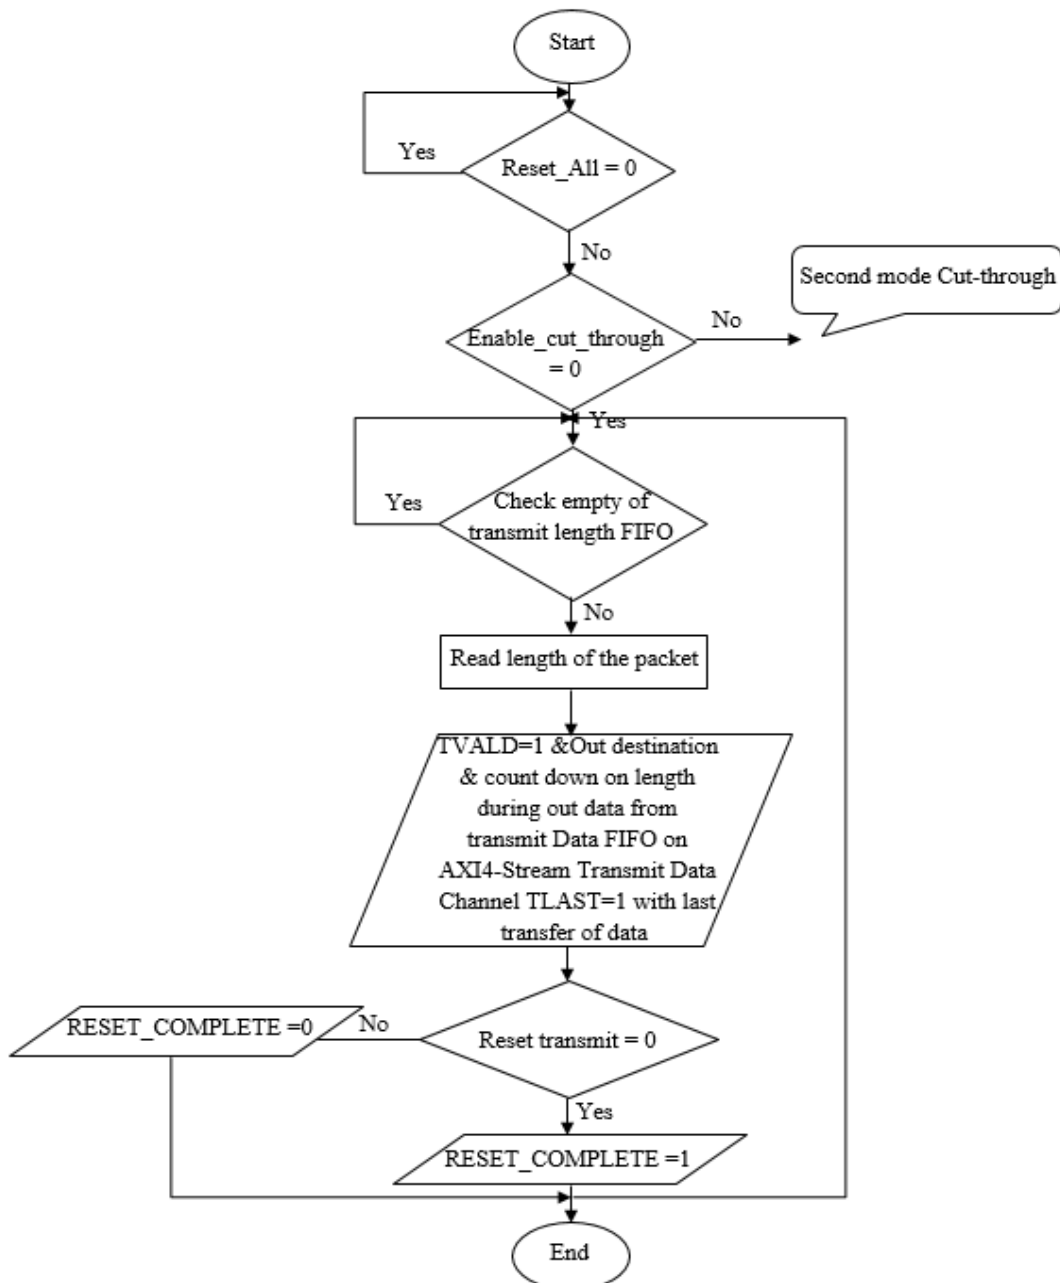 Start
Yes
Reset_All = 0
No
Second mode Cut-through
No
Enable_cut_through
= 0
Yes
Yes
Check empty of
transmit length FIFO
No
Read length of the packet
TVALD=1 &Out destination
& count down on length
during out data from
transmit Data FIFO on
AXI4-Stream Transmit Data
Channel TLAST=1 with last
transfer of data
RESET_COMPLETE =0
No
Reset transmit = 0
Yes
RESET_COMPLETE =1
End